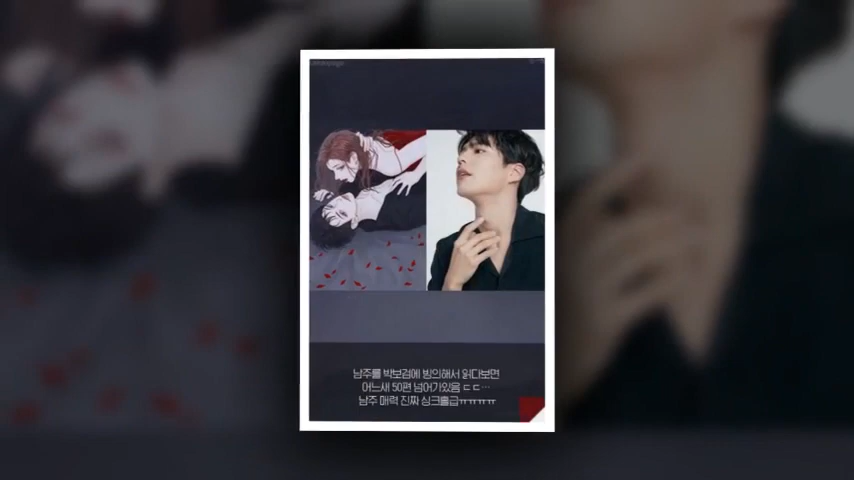 남주를 박보검에 빙의해서 읽다보면
어느새 50편 넘어가있음 ㄷㄷ…
남주 매력 진짜 싱크홀급ㅠㅠㅠㅠ